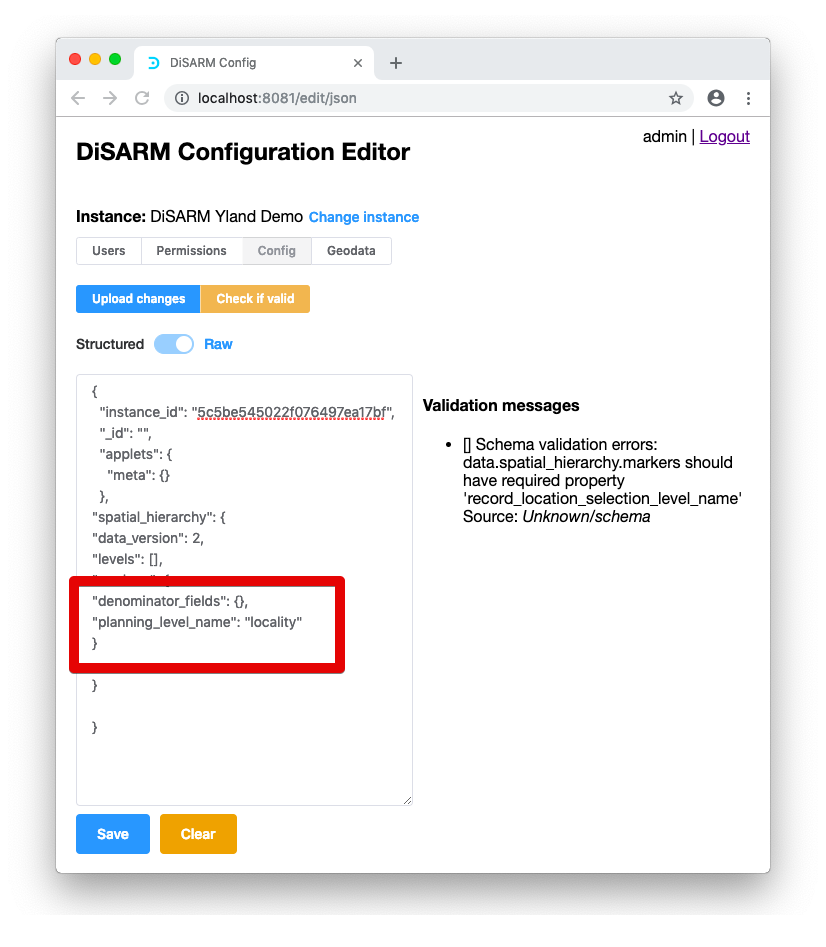 DiSARM Config
localhost:8081/edit/json
admin | Logout
DiSARM Configuration Editor
Instance: DiSARM Yland Demo Change instance
Users Permissions Config Geodata
Upload changes Check if valid
Structured Raw
{
"instance_id": "5c5be545022f076497ea17bf",
"_id": "",
"applets": {
"meta": {}
},
"spatial_hierarchy": {
"data_version": 2,
"levels": [],
"denominator_fields": {},
"planning_level_name": "locality"
}
}
}
Validation messages
• [] Schema validation errors:
data.spatial_hierarchy.markers should
have required property
'record_location_selection_level_name'
Source: Unknown/schema
Save Clear